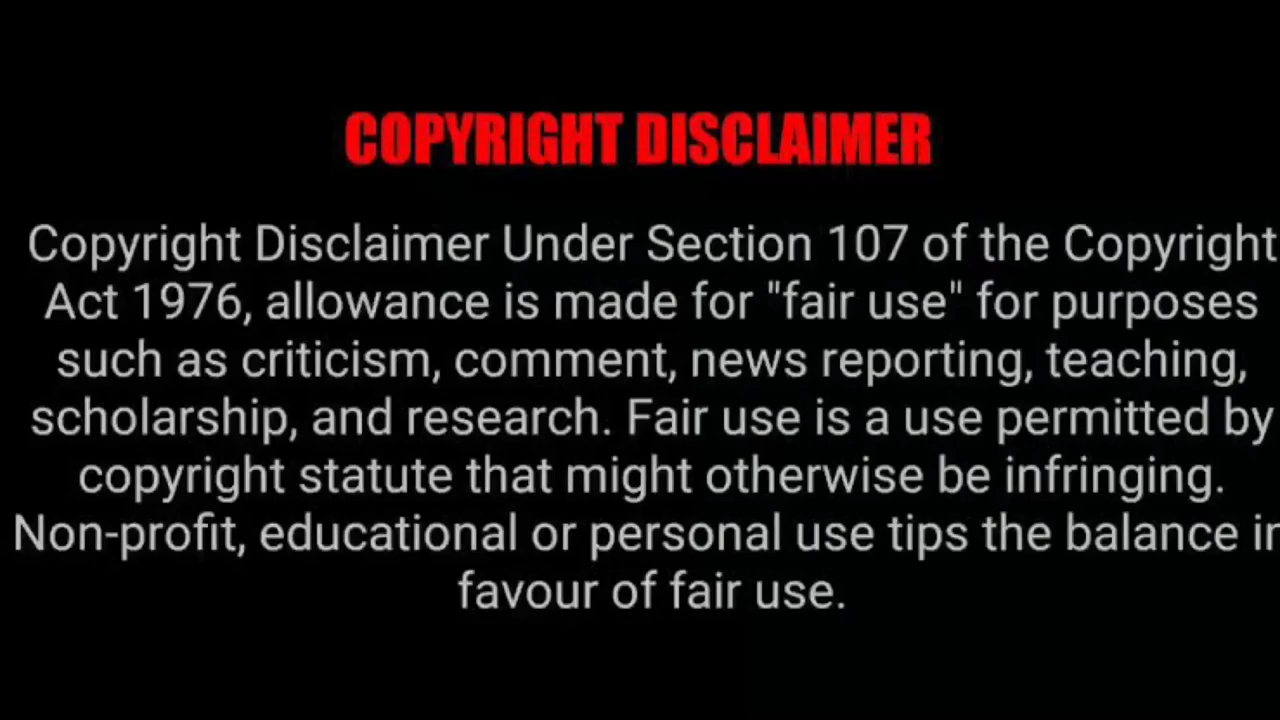 COPYRIGHT DISCLAIMER
Copyright Disclaimer Under Section 107 of the Copyright
Act 1976, allowance is made for "fair use" for purposes
such as criticism, comment, news reporting, teaching,
scholarship, and research. Fair use is a use permitted by
copyright statute that might otherwise be infringing.
Non-profit, educational or personal use tips the balance in
favour of fair use.